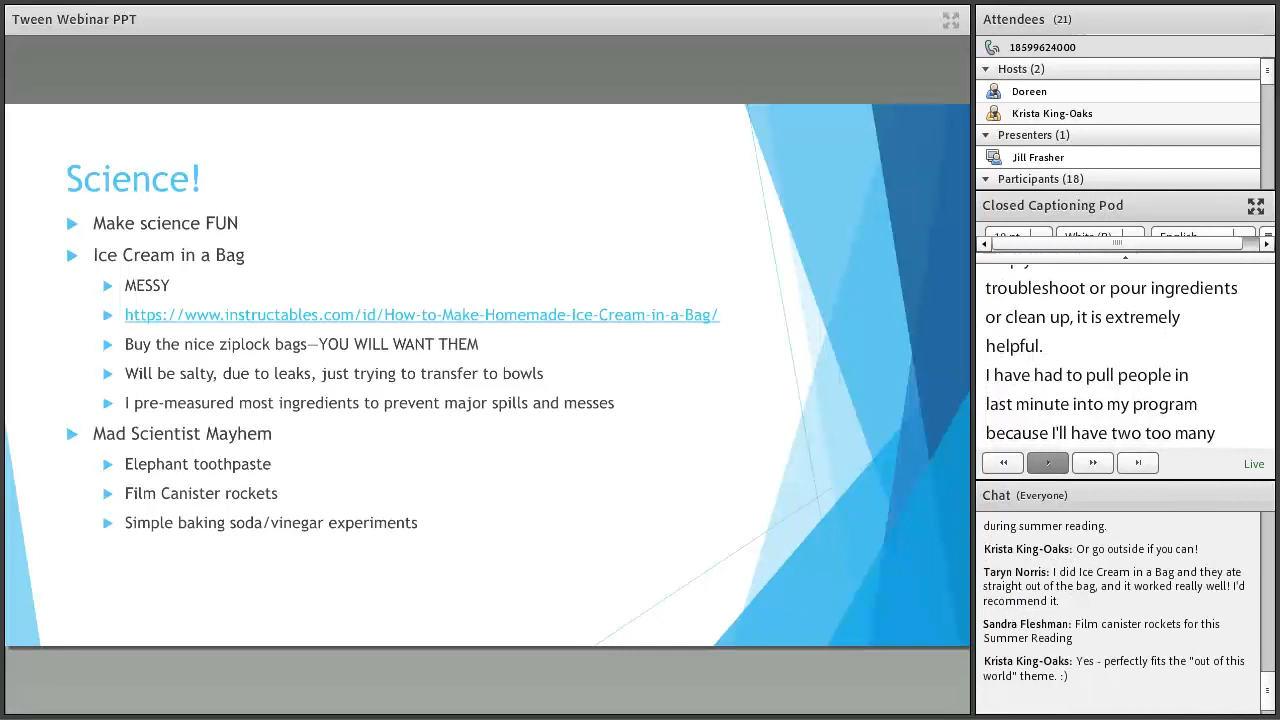 Tween Webinar PPT
Science!
Make science FUN
Ice Cream in a Bag
MESSY
https://www.instructables.com/id/How-to-Make-Homemade-Ice-Cream-in-a-Bag/
Buy the nice ziplock bags—YOU WILL WANT THEM
Will be salty, due to leaks, just trying to transfer to bowls
I pre-measured most ingredients to prevent major spills and messes
Mad Scientist Mayhem
Elephant toothpaste
Film Canister rockets
Simple baking soda/vinegar experiments
Attendees (21)
18599624000
Hosts (2)
Doreen
Krista King-Oaks
Presenters (1)
Jill Frasher
Participants (18)
Closed Captioning Pod
English
troubleshoot or pour ingredients
or clean up, it is extremely
helpful.
I have had to pull people in
last minute into my program
because I'll have two too many
Live
Chat (Everyone)
during summer reading.
Krista King-Oaks: Or go outside if you can!
Taryn Norris: I did Ice Cream in a Bag and they ate
straight out of the bag, and it worked really well! I'd
recommend it.
Sandra Fleshman: Film canister rockets for this
Summer Reading
Krista King-Oaks: Yes - perfectly fits the "out of this
world" theme. :)